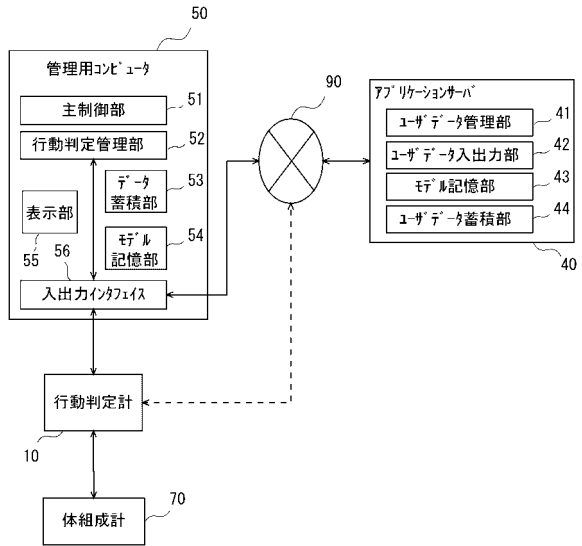 50
管理用コンピュータ
主制御部
51
行動判定管理部
52
データ
蓄積部
53
表示部
55
モデル
記憶部
54
56
入出力インタフェイス
行動判定計
10
体組成計
70
90
アプリケーションサーバ
ユーザデータ管理部
41
ユーザデータ入出力部
42
モデル記憶部
43
ユーザデータ蓄積部
44
40